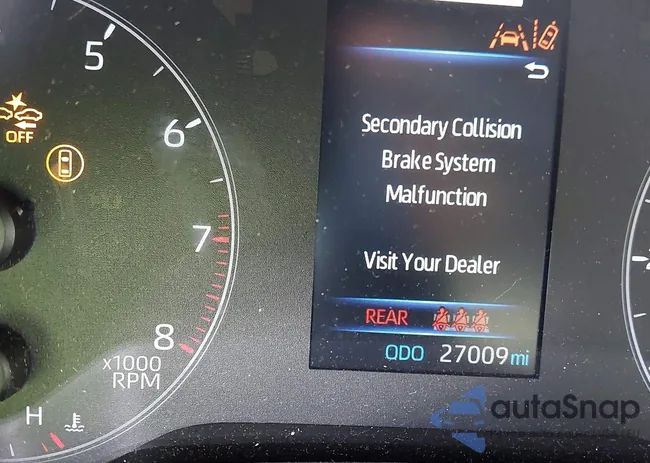 5
6
7
8
x1000
RPM
H
OFF
Secondary Collision
Brake System
Malfunction
Visit Your Dealer
REAR
ODO 27009 mi
autaSnap